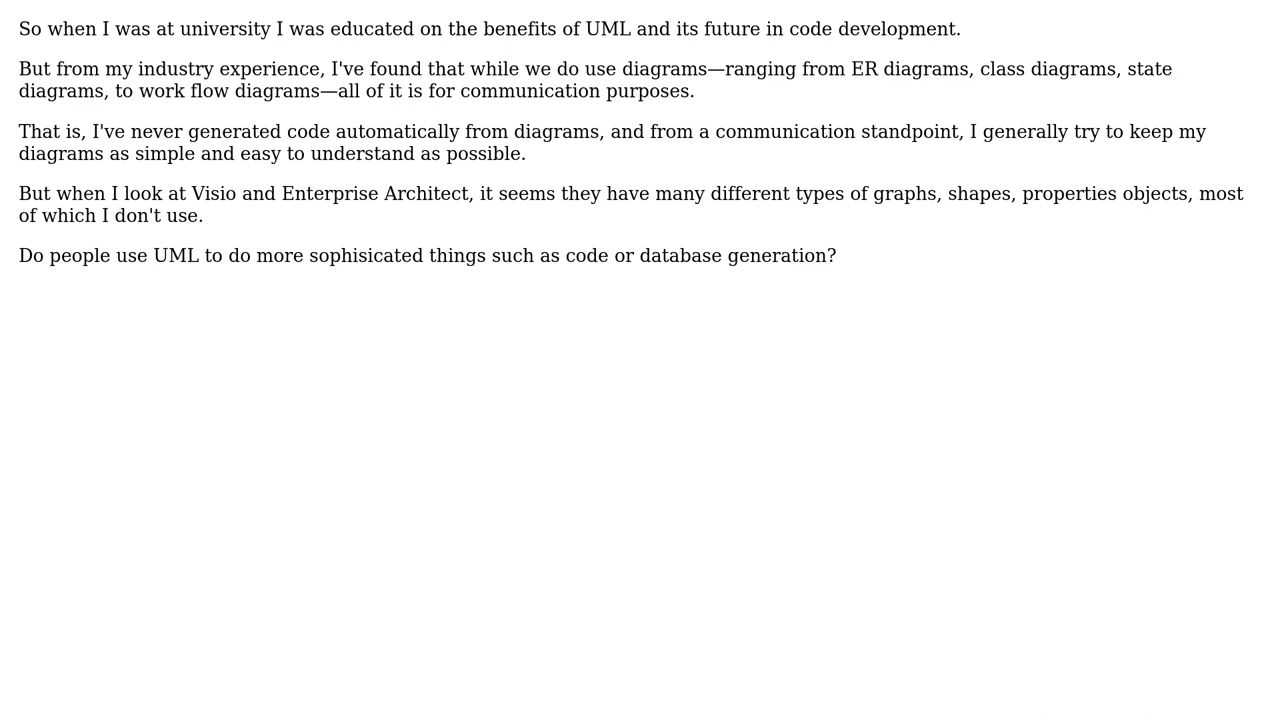 So when I was at university I was educated on the benefits of UML and its future in code development.
But from my industry experience, I've found that while we do use diagrams—ranging from ER diagrams, class diagrams, state
diagrams, to work flow diagrams—all of it is for communication purposes.
That is, I've never generated code automatically from diagrams, and from a communication standpoint, I generally try to keep my
diagrams as simple and easy to understand as possible.
But when I look at Visio and Enterprise Architect, it seems they have many different types of graphs, shapes, properties objects, most
of which I don't use.
Do people use UML to do more sophisicated things such as code or database generation?